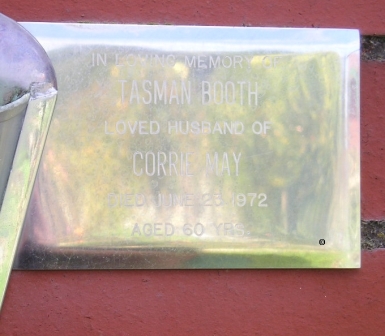 IN LOVING MEMORY OF
TASMAN BOOTH
LOVED HUSBAND OF
CORRIE MAY
DIED JUNE 1972
AGED 60 YRS.